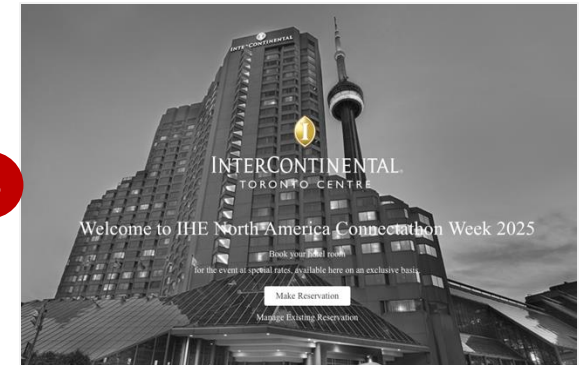 INTERCONTINENTAL
INTERCONTINENTAL
TORONTO CENTRE
Welcome to IHE North America Connectathon Week 2025
Book your hotel room
for the event at special rates, available here on an exclusive basis.
Make Reservation
Manage Existing Reservation